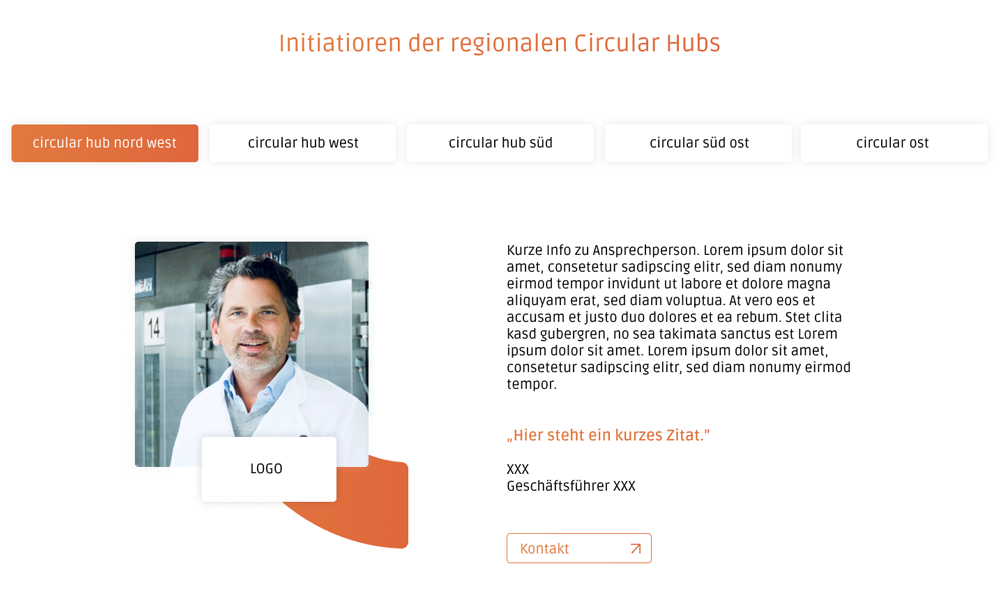 Initiatioren der regionalen Circular Hubs
circular hub nord west
circular hub west
circular hub süd
circular süd ost
circular ost
14
Kurze Info zu Ansprechperson. Lorem ipsum dolor sit
amet, consetetur sadipscing elitr, sed diam nonumy
eirmod tempor invidunt ut labore et dolore magna
aliquyam erat, sed diam voluptua. At vero eos et
accusam et justo duo dolores et ea rebum. Stet clita
kasd gubergren, no sea takimata sanctus est Lorem
ipsum dolor sit amet. Lorem ipsum dolor sit amet,
consetetur sadipscing elitr, sed diam nonumy eirmod
tempor.
„Hier steht ein kurzes Zitat.”
LOGO
XXX
Geschäftsführer XXX
Kontakt